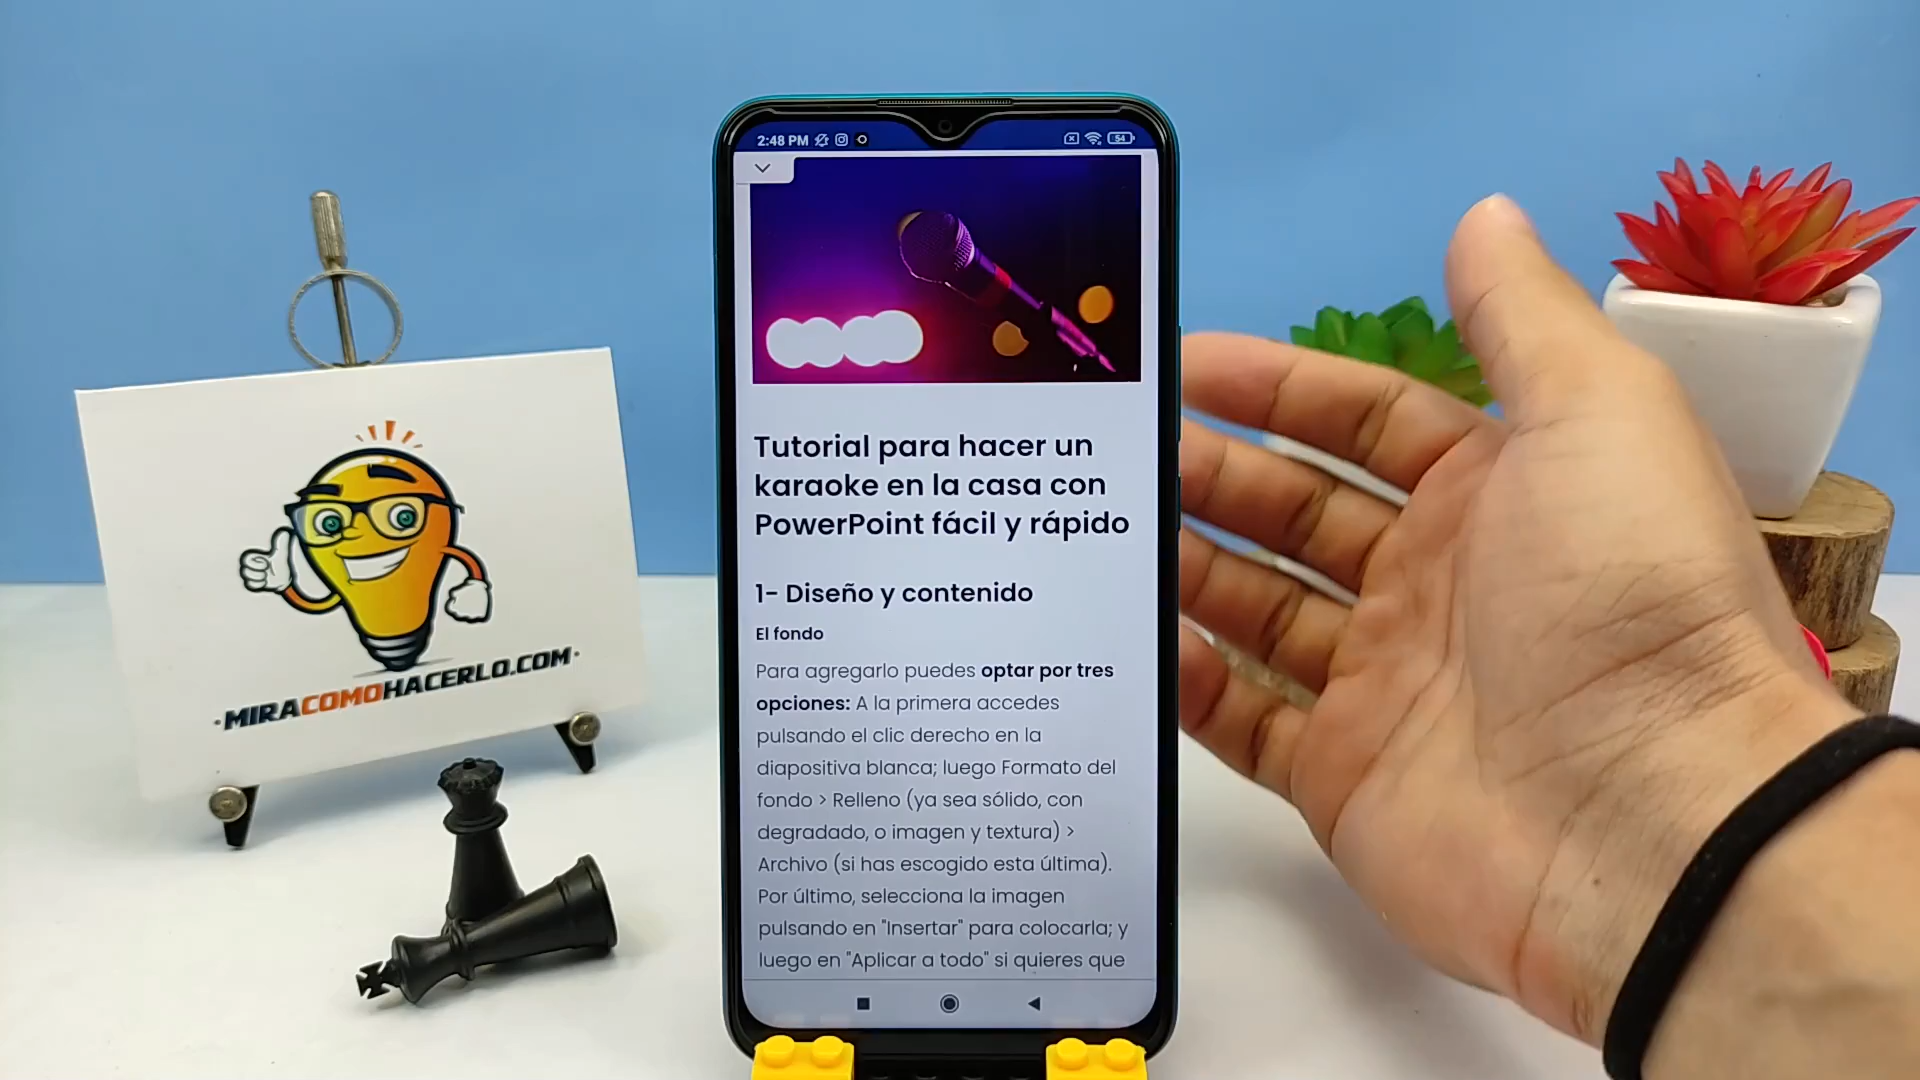 2:48 PM
54
Tutorial para hacer un
karaoke en la casa con
PowerPoint fácil y rápido
1- Diseño y contenido
El fondo
Para agregarlo puedes optar por tres
opciones: A la primera accedes
pulsando el clic derecho en la
diapositiva blanca; luego Formato del
fondo > Relleno (ya sea sólido, con
degradado, o imagen y textura) >
Archivo (si has escogido esta última).
Por último, selecciona la imagen
pulsando en "Insertar" para colocarla; y
luego en "Aplicar a todo" si quieres que
·MIRACOMOHACERLO.COM·